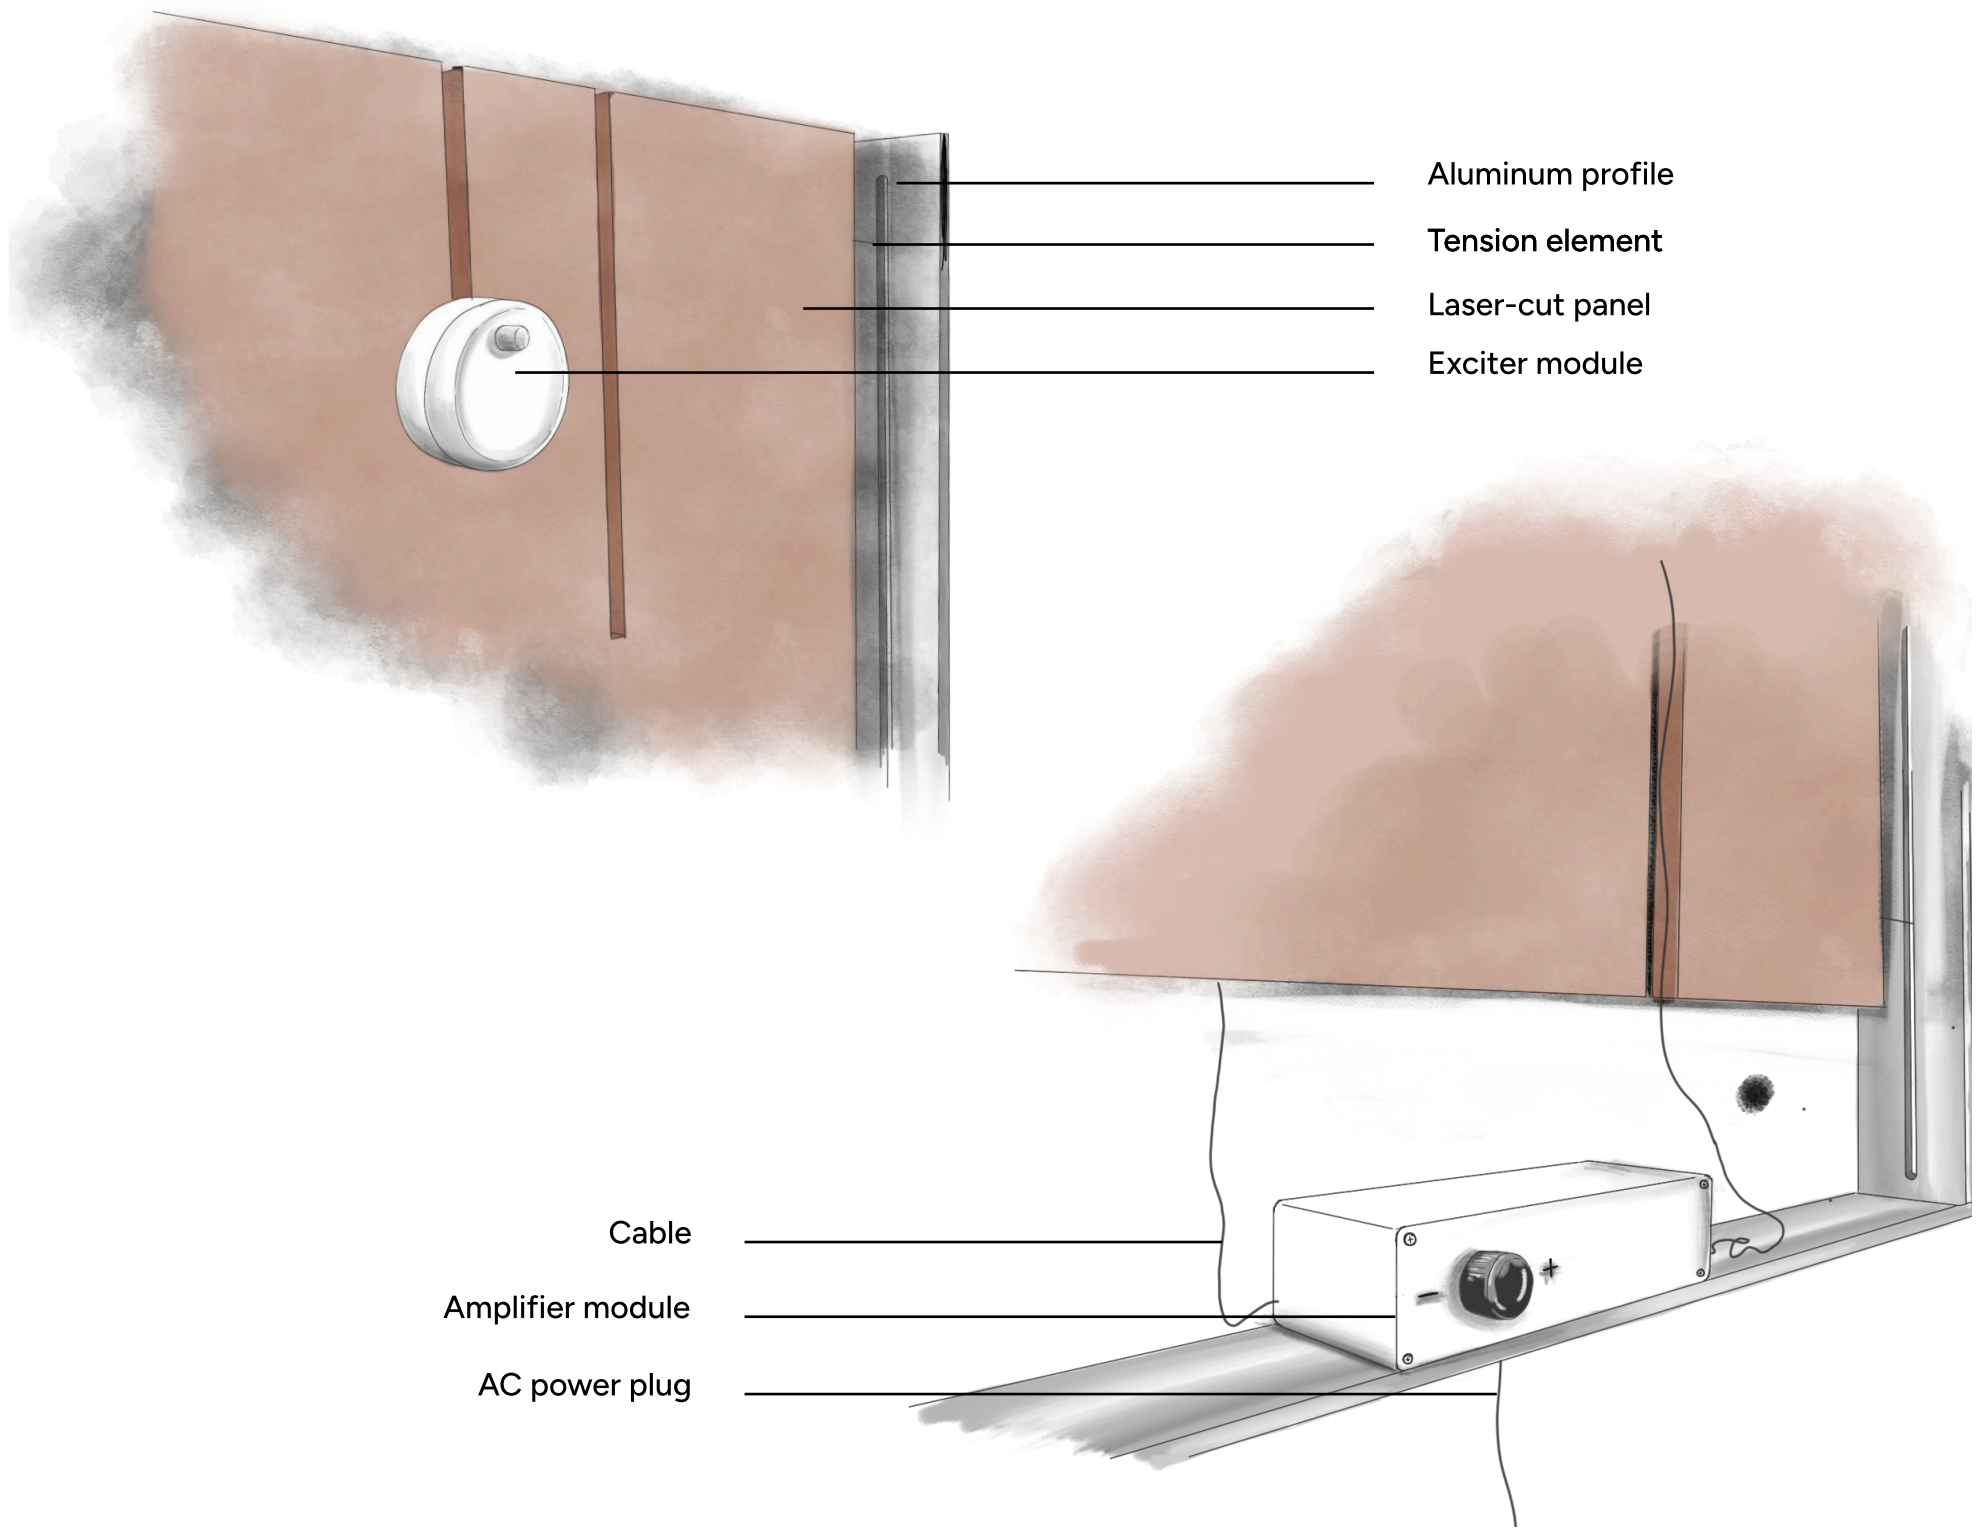 Aluminum profile
Tension element
Laser-cut panel
Exciter module
Cable
Amplifier module
- +
AC power plug